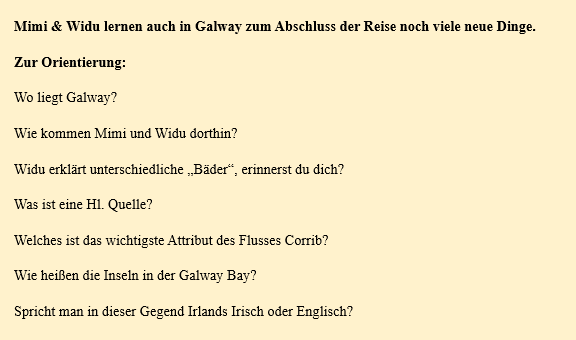 Mimi & Widu lernen auch in Galway zum Abschluss der Reise noch viele neue Dinge.
Zur Orientierung:
Wo liegt Galway?
Wie kommen Mimi und Widu dorthin?
Widu erklärt unterschiedliche „Bäder“, erinnerst du dich?
Was ist eine Hl. Quelle?
Welches ist das wichtigste Attribut des Flusses Corrib?
Wie heißen die Inseln in der Galway Bay?
Spricht man in dieser Gegend Irlands Irisch oder Englisch?